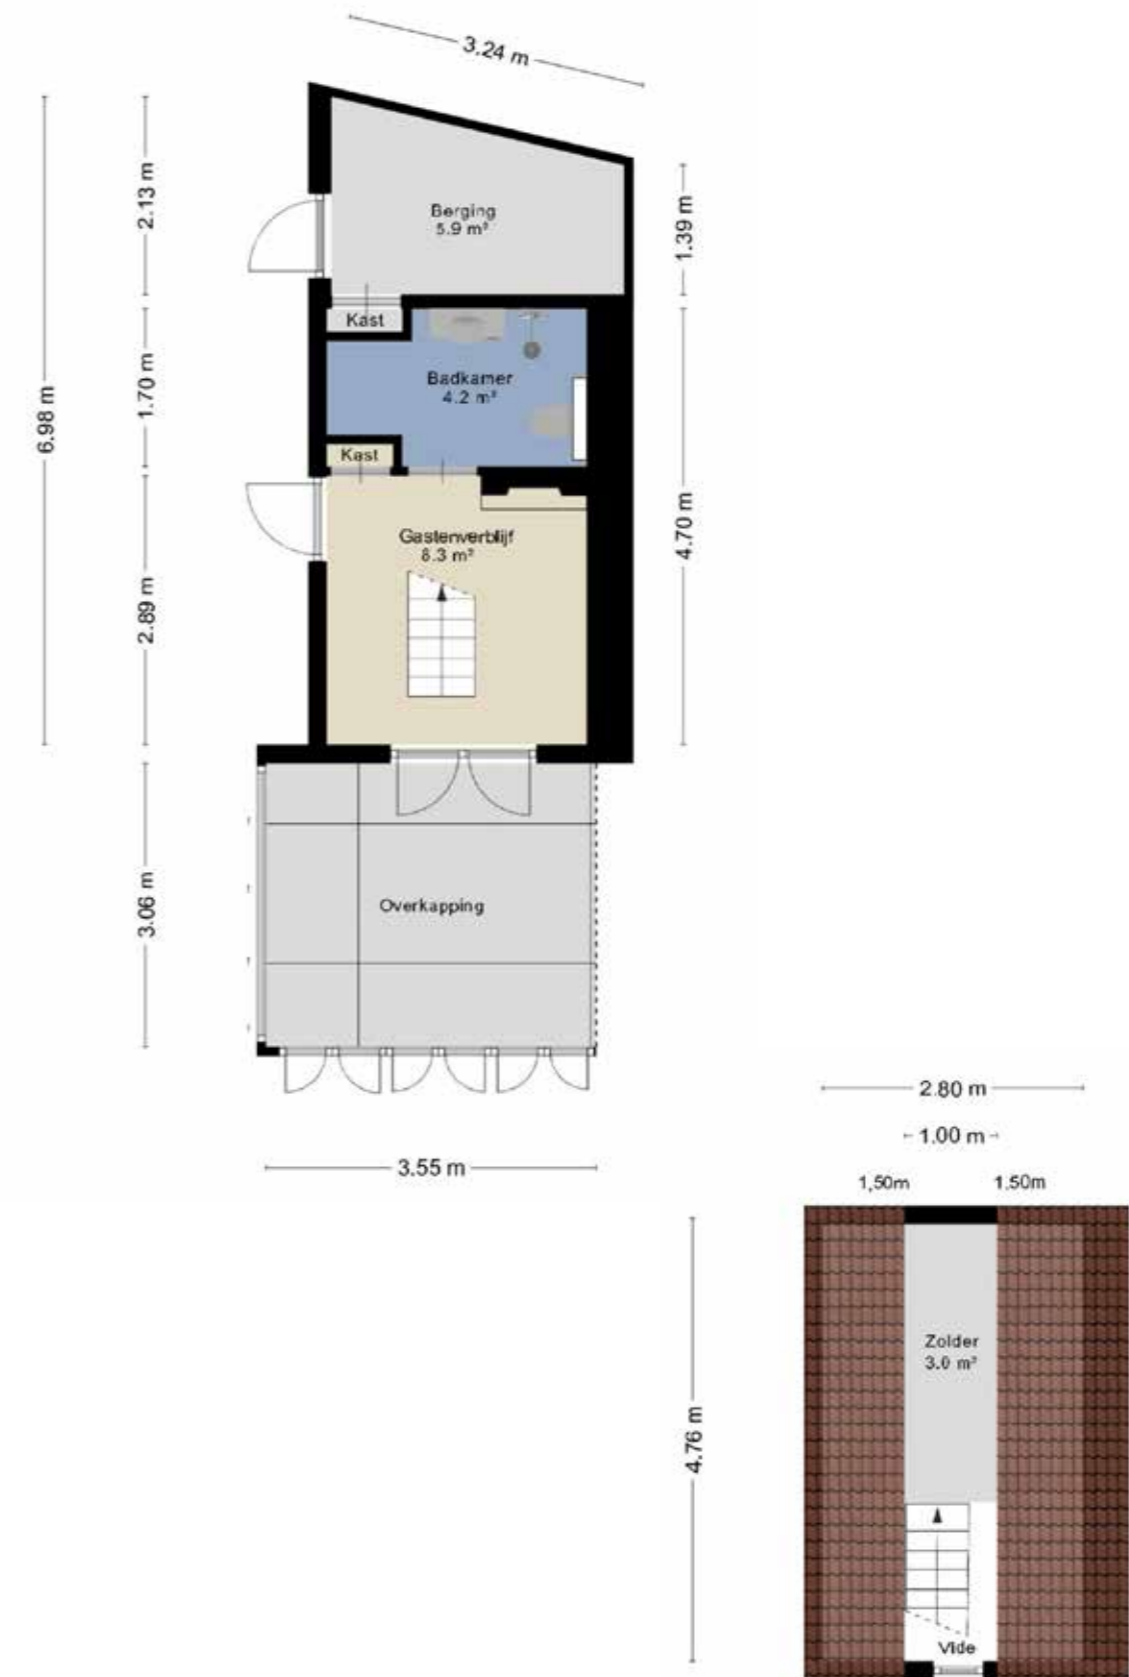 3.24 m
6.98 m
2.13 m
1.70 m
2.89 m
3.06 m
1.39 m
4.70 m
Berging
5.9 m²
Kast
Badkamer
4.2 m²
Kast
Gastenverblijf
8.3 m²
Overkapping
3.55 m
2.80 m
1.00 m
1,50m
1.50m
4.76 m
Zolder
3.0 m²
Vide